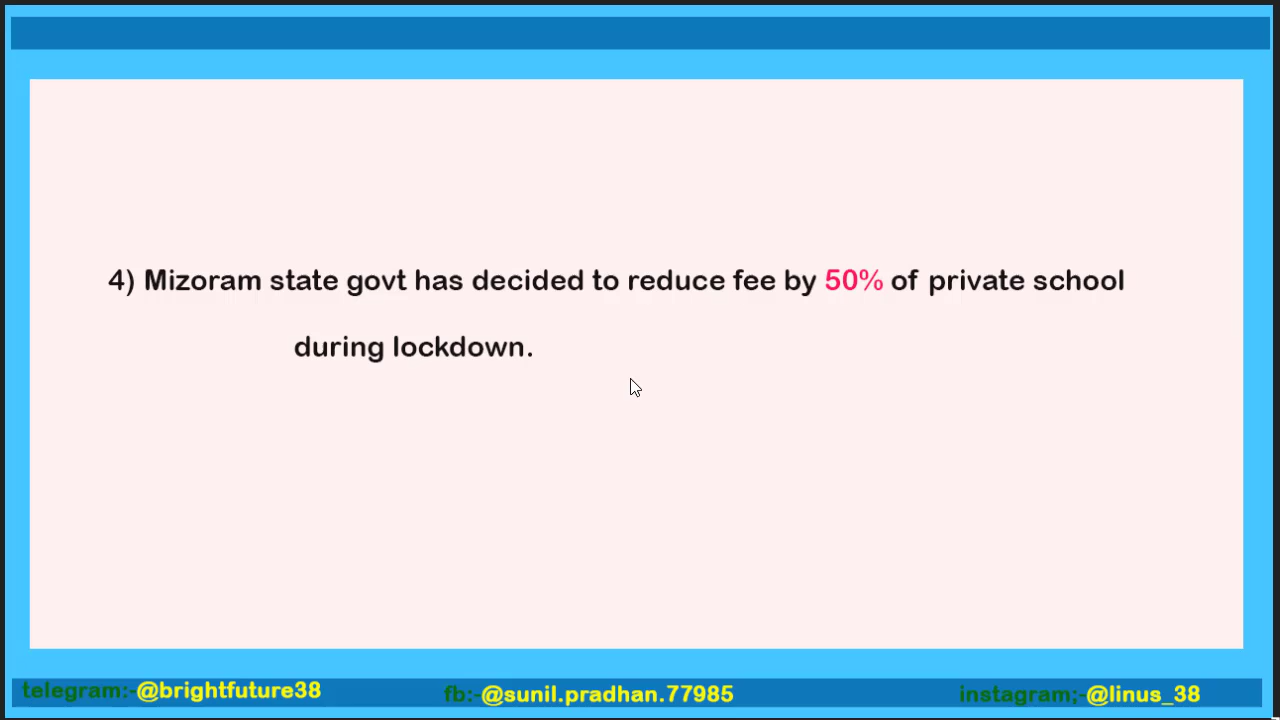 4) Mizoram state govt has decided to reduce fee by 50% of private school
during lockdown.
telegram:-@brightfuture38
fb:-@sunil.pradhan.77985
instagram;-@linus_38